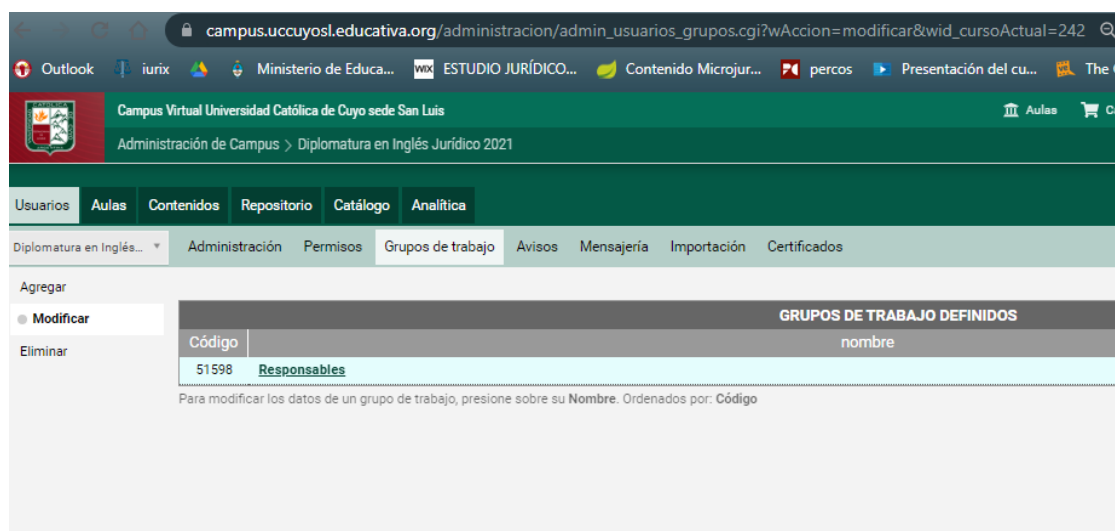 campus.uccuyosl.educativa.org/administracion/admin_usuarios_grupos.cgi?wAccion=modificar&wid_cursoActual=242
Outlook iurix Ministerio de Educa... WIX ESTUDIO JURÍDICO... Contenido Microjur... percos Presentación del cu... The
Campus Virtual Universidad Católica de Cuyo sede San Luis Aulas
Administración de Campus > Diplomatura en Inglés Jurídico 2021
Usuarios Aulas Contenidos Repositorio Catálogo Analítica
Diplomatura en Inglés... Administración Permisos Grupos de trabajo Avisos Mensajería Importación Certificados
Agregar
Modificar
GRUPOS DE TRABAJO DEFINIDOS
Eliminar
Código nombre
51598 Responsables
Para modificar los datos de un grupo de trabajo, presione sobre su Nombre. Ordenados por: Código